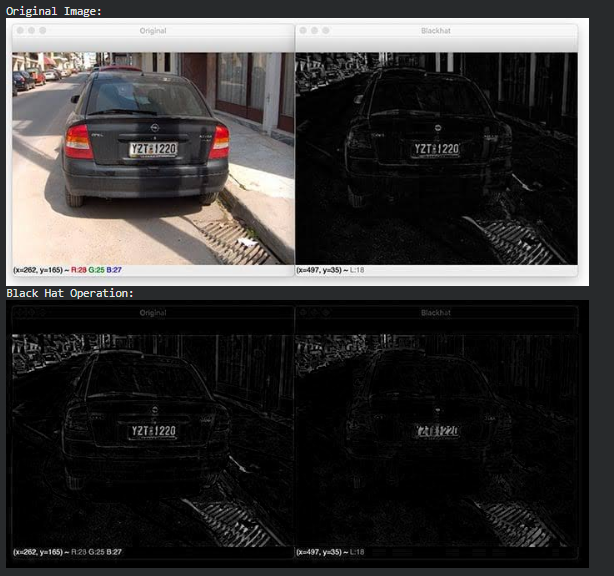 Original Image:
Original
Blackhat
OPEL
YZT 1220
YZT 1220
(x=262, y=165) ~ R:28 G:25 B:27
(x=497, y=35) ~ L:18
Black Hat Operation:
Original
Blackhat
YZT 1220
YZT 1220
(x=262, y=165) ~ R:28 G:25 B:27
(x=497, y=35) ~ L:18